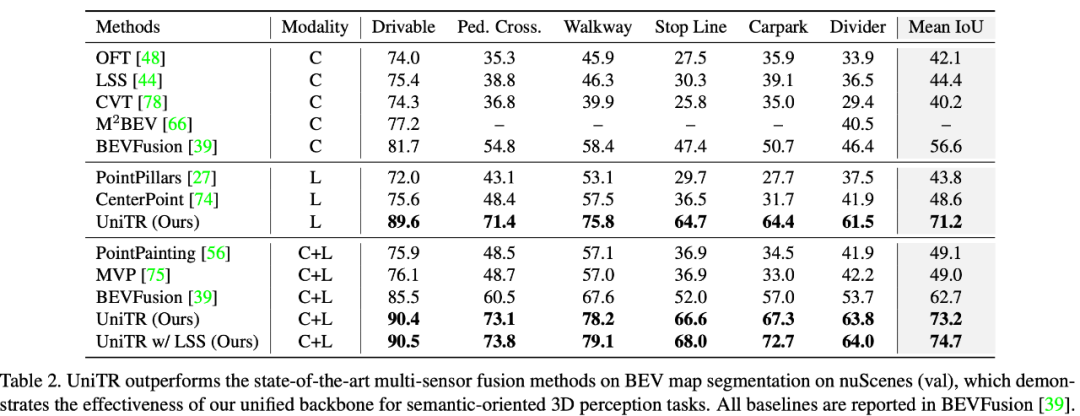 Methods Modality Drivable Ped. Cross. Walkway Stop Line Carpark Divider Mean IoU
OFT [48] C 74.0 35.3 45.9 27.5 35.9 33.9 42.1
LSS [44] C 75.4 38.8 46.3 30.3 39.1 36.5 44.4
CVT [78] C 74.3 36.8 39.9 25.8 35.0 29.4 40.2
M²BEV [66] C 77.2 – – – – 40.5 –
BEVFusion [39] C 81.7 54.8 58.4 47.4 50.7 46.4 56.6
PointPillars [27] L 72.0 43.1 53.1 29.7 27.7 37.5 43.8
CenterPoint [74] L 75.6 48.4 57.5 36.5 31.7 41.9 48.6
UniTR (Ours) L 89.6 71.4 75.8 64.7 64.4 61.5 71.2
PointPainting [56] C+L 75.9 48.5 57.1 36.9 34.5 41.9 49.1
MVP [75] C+L 76.1 48.7 57.0 36.9 33.0 42.2 49.0
BEVFusion [39] C+L 85.5 60.5 67.6 52.0 57.0 53.7 62.7
UniTR (Ours) C+L 90.4 73.1 78.2 66.6 67.3 63.8 73.2
UniTR w/ LSS (Ours) C+L 90.5 73.8 79.1 68.0 72.7 64.0 74.7
Table 2. UniTR outperforms the state-of-the-art multi-sensor fusion methods on BEV map segmentation on nuScenes (val), which demon-
strates the effectiveness of our unified backbone for semantic-oriented 3D perception tasks. All baselines are reported in BEVFusion [39].